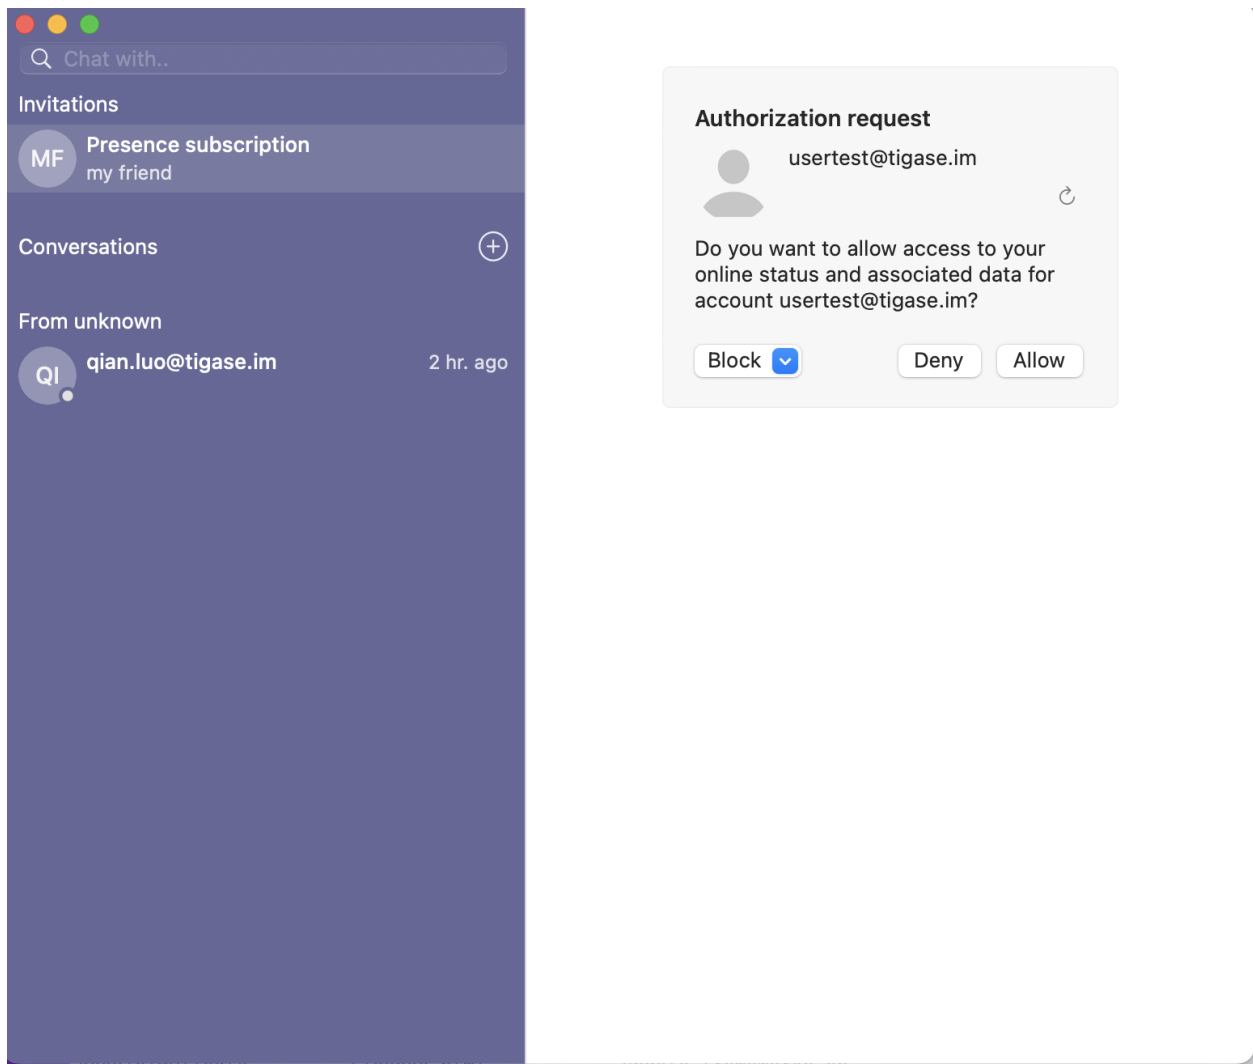 Chat with..
Invitations
MF
Presence subscription
my friend
Conversations
From unknown
QI
qian.luo@tigase.im
2 hr. ago
Authorization request
usertest@tigase.im
Do you want to allow access to your
online status and associated data for
account usertest@tigase.im?
Block
Deny
Allow